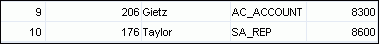 9 206 Gietz AC_ACCOUNT 8300
10 176 Taylor SA_REP 8600